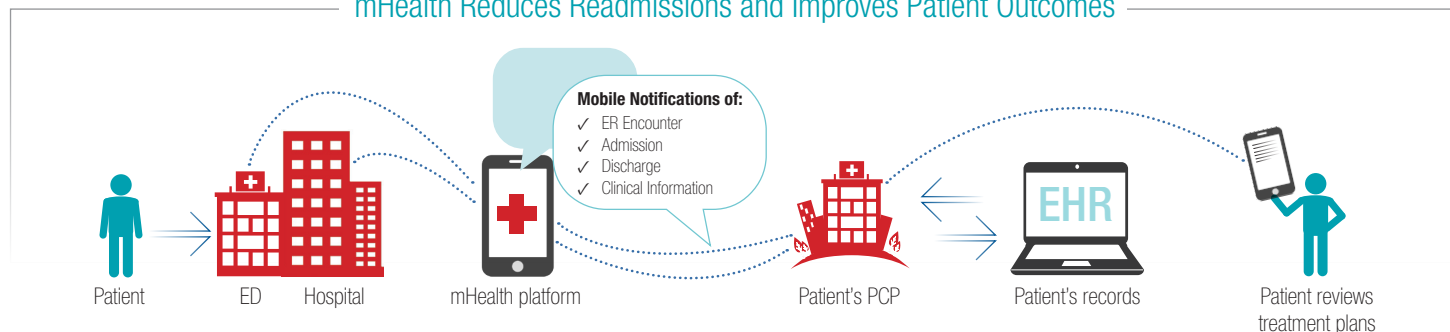 mHealth Reduces Readmissions and Improves Patient Outcomes
Mobile Notifications of:
✓ ER Encounter
✓ Admission
✓ Discharge
✓ Clinical Information
EHR
Patient
ED
Hospital
mHealth platform
Patient's PCP
Patient's records
Patient reviews
treatment plans